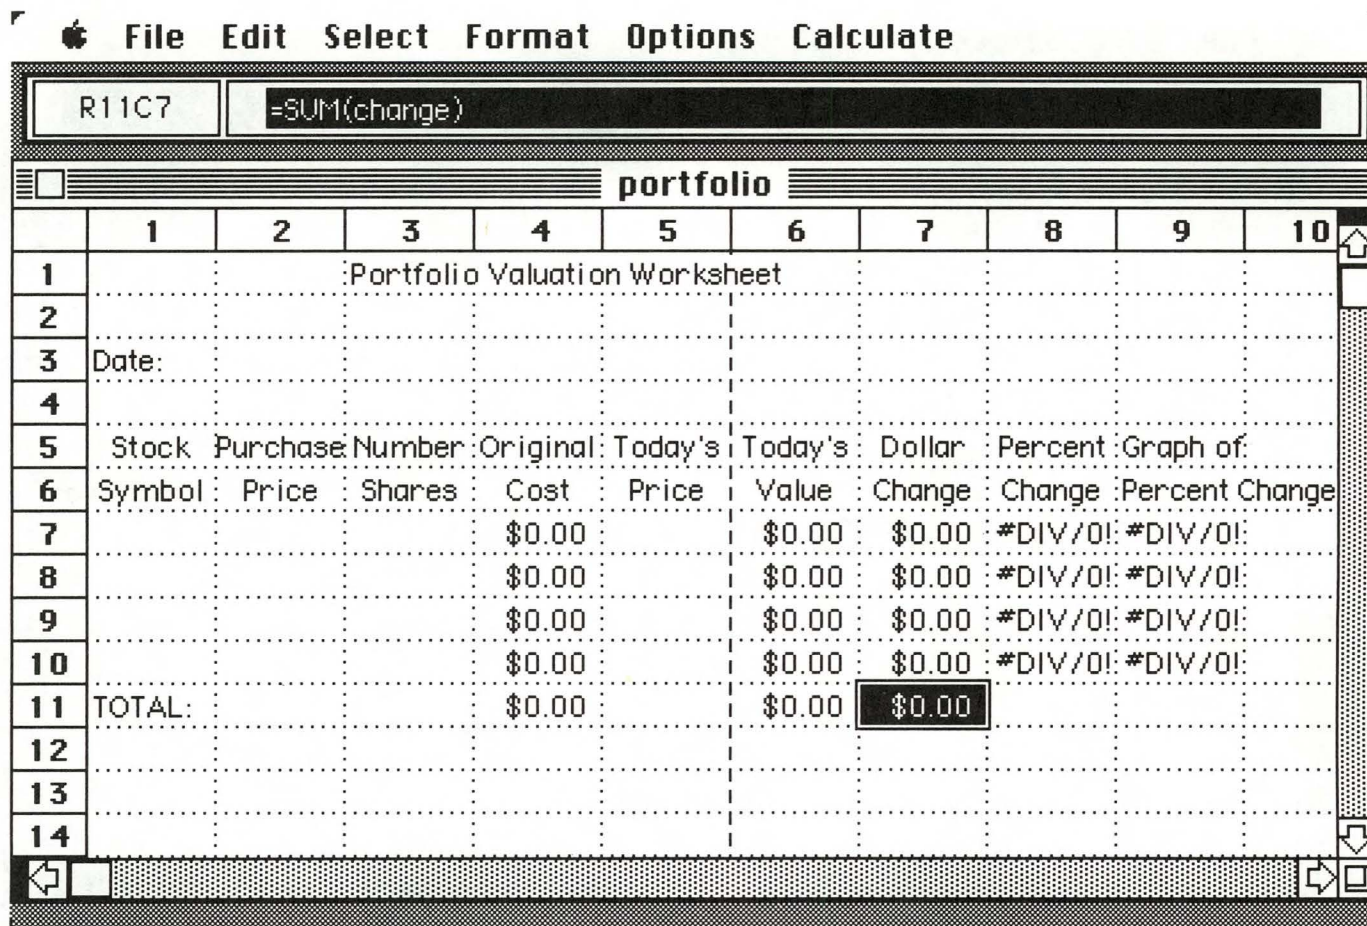 File Edit Select Format Options Calculate
R11C7 =SUM(change)
portfolio
1 2 3 4 5 6 7 8 9 10
1 Portfolio Valuation Worksheet
2
3 Date:
4
5 Stock Purchase Number Original Today's Today's Dollar Percent Graph of
6 Symbol Price Shares Cost Price Value Change Change Percent Change
7 $0.00 $0.00 $0.00 #DIV/0! #DIV/0!
8 $0.00 $0.00 $0.00 #DIV/0! #DIV/0!
9 $0.00 $0.00 $0.00 #DIV/0! #DIV/0!
10 $0.00 $0.00 $0.00 #DIV/0! #DIV/0!
11 TOTAL: $0.00 $0.00 $0.00
12
13
14